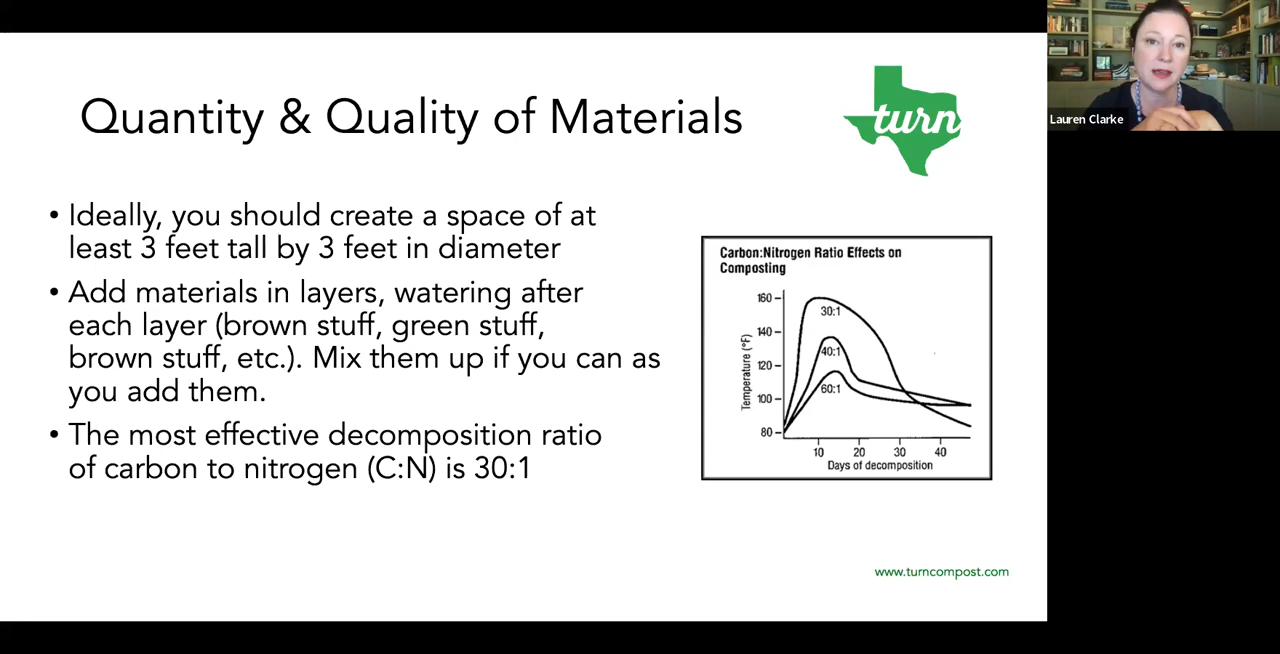 Quantity & Quality of Materials
turn
Lauren Clarke
• Ideally, you should create a space of at
least 3 feet tall by 3 feet in diameter
• Add materials in layers, watering after
each layer (brown stuff, green stuff,
brown stuff, etc.). Mix them up if you can as
you add them.
• The most effective decomposition ratio
of carbon to nitrogen (C:N) is 30:1
Carbon:Nitrogen Ratio Effects on
Composting
Temperature (°F)
160
140
120
100
80
30:1
40:1
60:1
10 20 30 40
Days of decomposition
www.turncompost.com